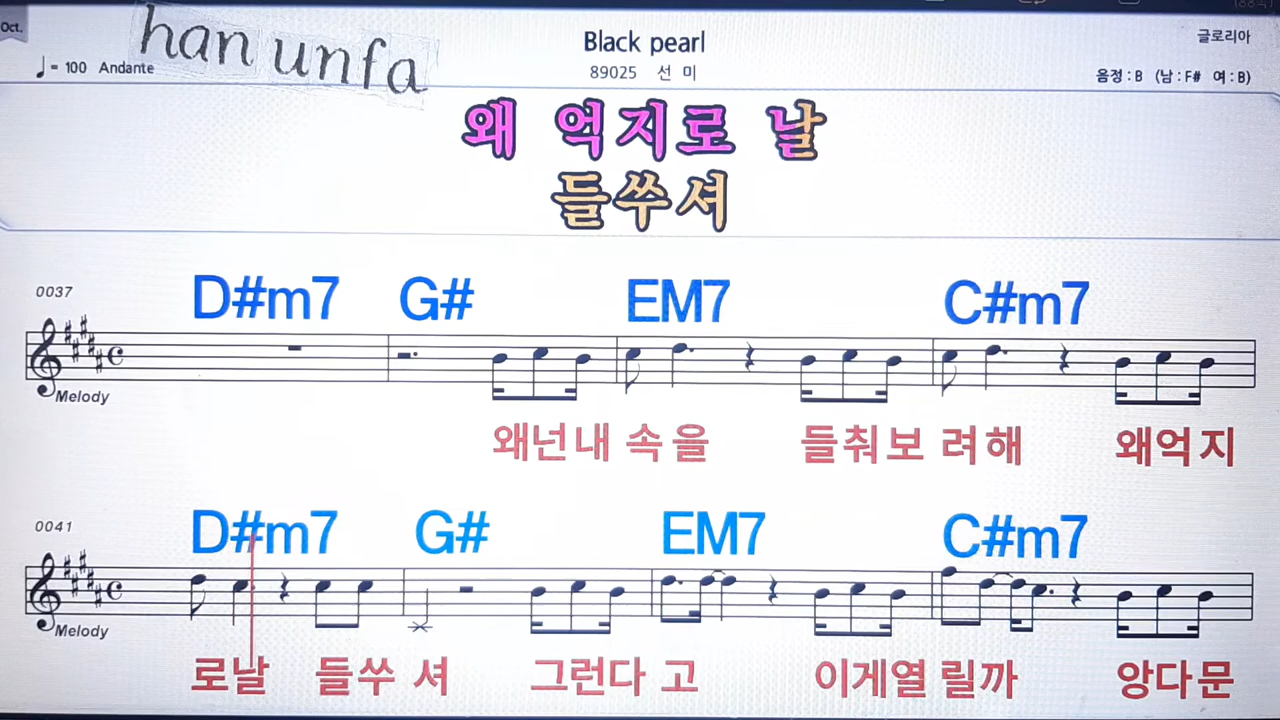 Oct.
han unfa
Black pearl
글로리아
♩= 100 Andante
89025 선 미
음정 : B (남 : F# 여 : B)
왜 억지로 날
들쑤셔
0037
D#m7 G# EM7 C#m7
Melody
왜넌내 속을 들춰보 려해 왜억지
0041
D#m7 G# EM7 C#m7
Melody
로날 들쑤 셔 그런다 고 이게열 릴까 앙다문